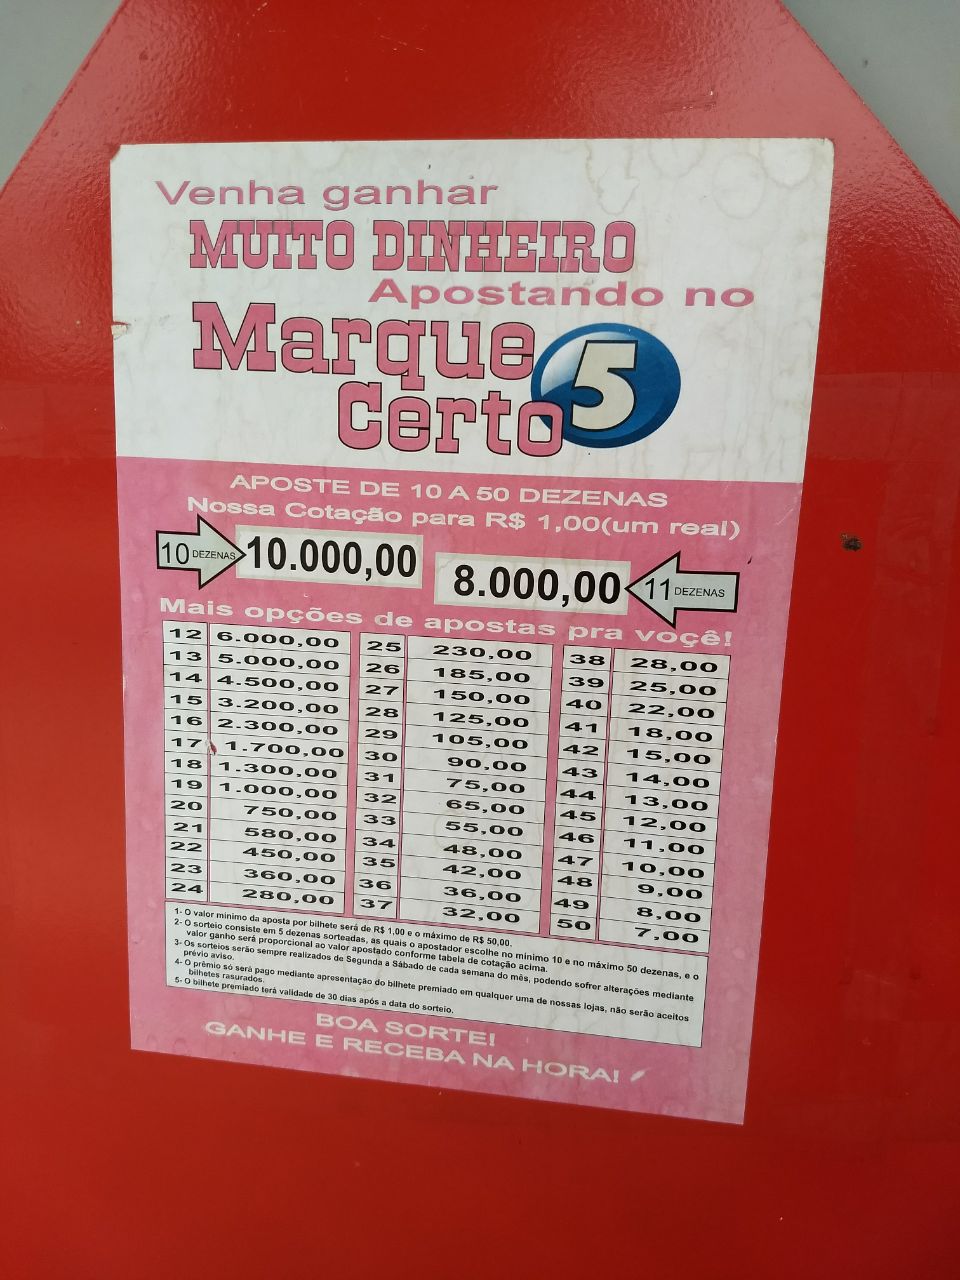 Venha ganhar
MUITO DINHEIRO
Apostando no
Marque
Certo 5
APOSTE DE 10 A 50 DEZENAS
Nossa Cotação para R$ 1,00(um real)
10 DEZENAS 10.000,00 8.000,00 11 DEZENAS
Mais opções de apostas pra voçê!
12 6.000,00 25 230,00 38 28,00
13 5.000,00 26 185,00 39 25,00
14 4.500,00 27 150,00 40 22,00
15 3.200,00 28 125,00 41 18,00
16 2.300,00 29 105,00 42 15,00
17 1.700,00 30 90,00 43 14,00
18 1.300,00 31 75,00 44 13,00
19 1.000,00 32 65,00 45 12,00
20 750,00 33 55,00 46 11,00
21 580,00 34 48,00 47 10,00
22 450,00 35 42,00 48 9,00
23 360,00 36 36,00 49 8,00
24 280,00 37 32,00 50 7,00
1- O valor mínimo da aposta por bilhete será de R$ 1,00 e o máximo de R$ 50,00.
2- O sorteio consiste em 5 dezenas sorteadas, as quais o apostador escolhe no mínimo 10 e no máximo 50 dezenas, e o
valor ganho será proporcional ao valor apostado conforme tabela de cotação acima.
3- Os sorteios serão sempre realizados de Segunda a Sábado de cada semana do mês, podendo sofrer alterações mediante
prévio aviso.
4- O prêmio só será pago mediante apresentação do bilhete premiado em qualquer uma de nossas lojas, não serão aceitos
bilhetes rasurados.
5- O bilhete premiado terá validade de 30 dias após a data do sorteio.
BOA SORTE!
GANHE E RECEBA NA HORA!